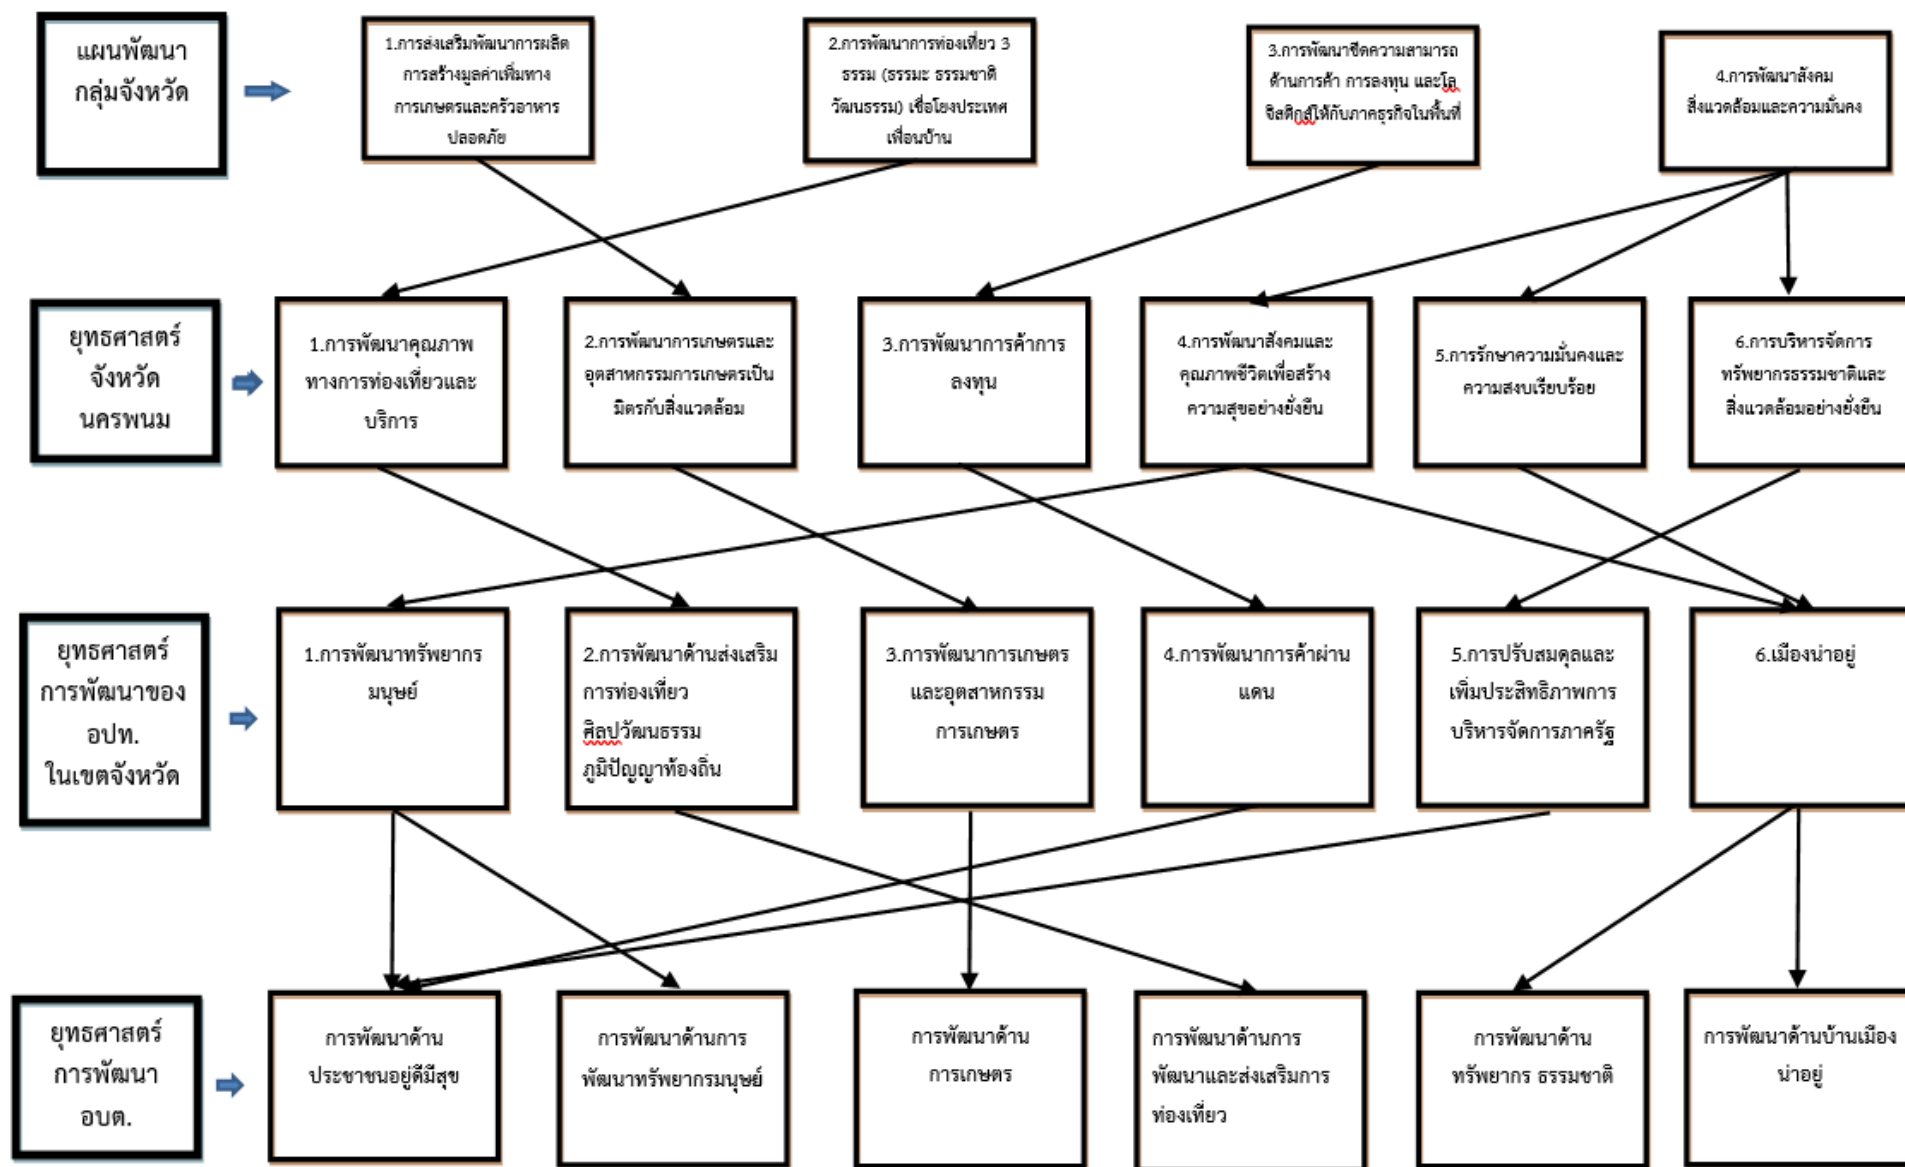 แผนพัฒนา
กลุ่มจังหวัด
1.การส่งเสริมพัฒนาการผลิต
การสร้างมูลค่าเพิ่มทาง
การเกษตรและครัวอาหาร
ปลอดภัย
2.การพัฒนาการท่องเที่ยว 3
ธรรม (ธรรมะ ธรรมชาติ
วัฒนธรรม) เชื่อโยงประเทศ
เพื่อนบ้าน
3.การพัฒนาขีดความสามารถ
ด้านการค้า การลงทุน และโล
จิสติกส์ให้กับภาคธุรกิจในพื้นที่
4.การพัฒนาสังคม
สิ่งแวดล้อมและความมั่นคง
ยุทธศาสตร์
จังหวัด
นครพนม
1.การพัฒนาคุณภาพ
ทางการท่องเที่ยวและ
บริการ
2.การพัฒนาการเกษตรและ
อุตสาหกรรมการเกษตรเป็น
มิตรกับสิ่งแวดล้อม
3.การพัฒนาการค้าการ
ลงทุน
4.การพัฒนาสังคมและ
คุณภาพชีวิตเพื่อสร้าง
ความสุขอย่างยั่งยืน
5.การรักษาความมั่นคงและ
ความสงบเรียบร้อย
6.การบริหารจัดการ
ทรัพยากรธรรมชาติและ
สิ่งแวดล้อมอย่างยั่งยืน
ยุทธศาสตร์
การพัฒนาของ
อปท.
ในเขตจังหวัด
1.การพัฒนาทรัพยากร
มนุษย์
2.การพัฒนาด้านส่งเสริม
การท่องเที่ยว
ศิลปวัฒนธรรม
ภูมิปัญญาท้องถิ่น
3.การพัฒนาการเกษตร
และอุตสาหกรรม
การเกษตร
4.การพัฒนาการค้าผ่าน
แดน
5.การปรับสมดุลและ
เพิ่มประสิทธิภาพการ
บริหารจัดการภาครัฐ
6.เมืองน่าอยู่
ยุทธศาสตร์
การพัฒนา
อบต.
การพัฒนาด้าน
ประชาชนอยู่ดีมีสุข
การพัฒนาด้านการ
พัฒนาทรัพยากรมนุษย์
การพัฒนาด้าน
การเกษตร
การพัฒนาด้านการ
พัฒนาและส่งเสริมการ
ท่องเที่ยว
การพัฒนาด้าน
ทรัพยากร ธรรมชาติ
การพัฒนาด้านบ้านเมือง
น่าอยู่